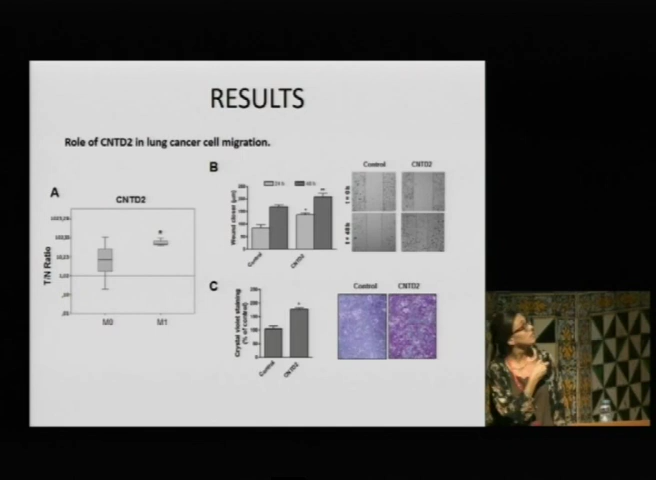 RESULTS
Role of CNTD2 in lung cancer cell migration.
A
CNTD2
T/N Ratio
M0
M1
B
Wound closer (µm)
24 h
48 h
Control
CNTD2
Control
CNTD2
t = 0 h
t = 48 h
C
Crystal violet staining
(% of control)
Control
CNTD2
Control
CNTD2